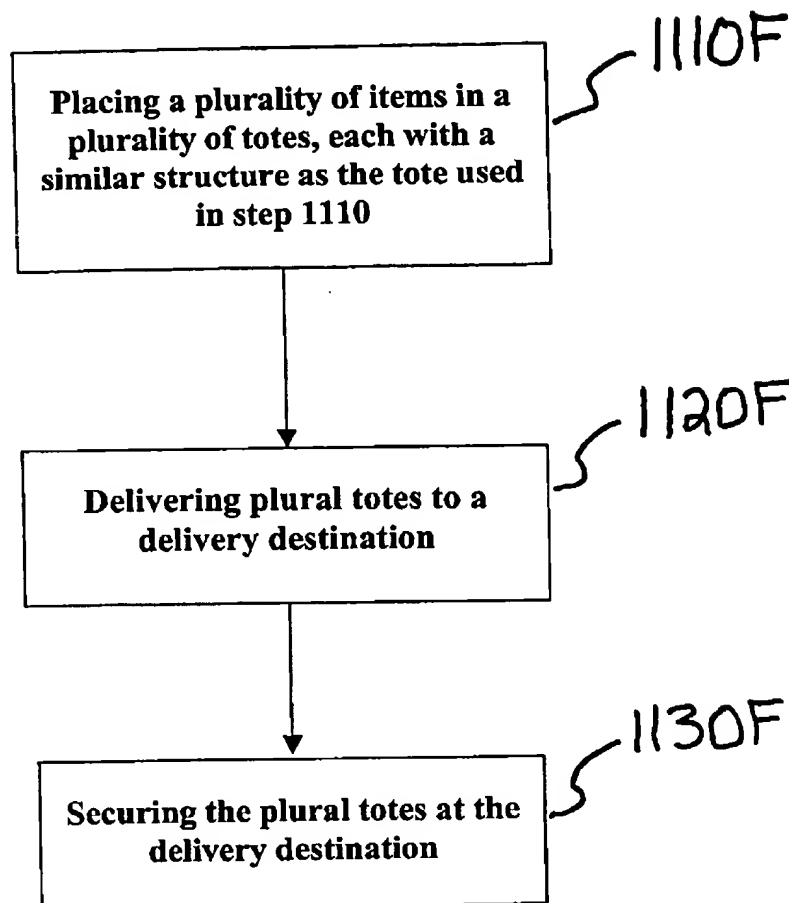 1110F
Placing a plurality of items in a
plurality of totes, each with a
similar structure as the tote used
in step 1110
1120F
Delivering plural totes to a
delivery destination
1130F
Securing the plural totes at the
delivery destination